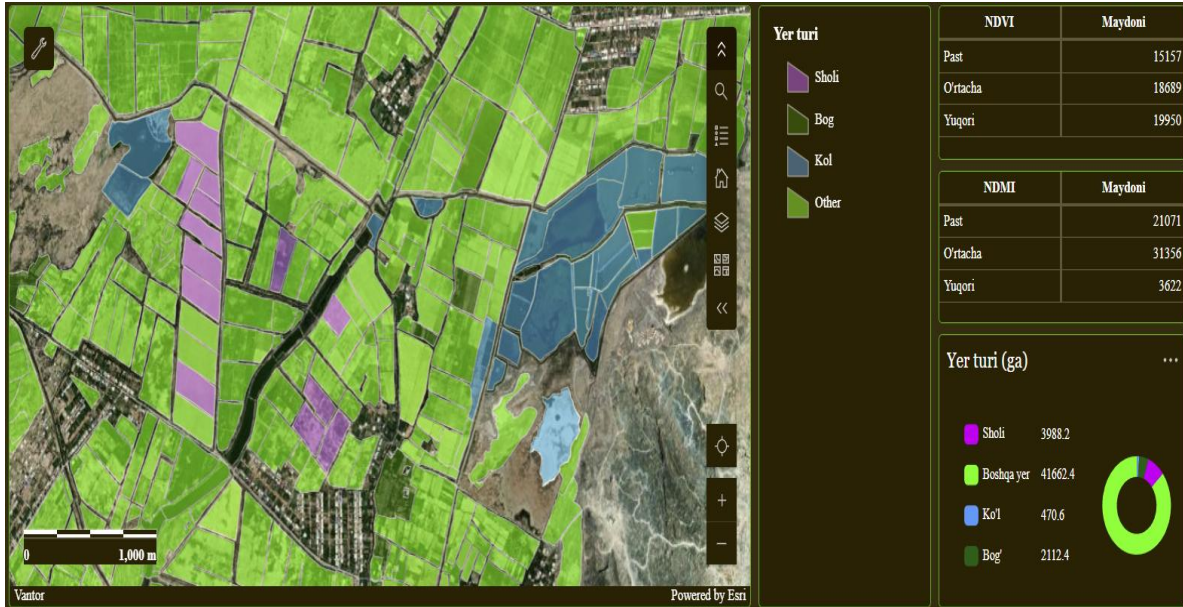 0 1,000 m
Vantor Powered by Esri
Yer turi
Sholi
Bog
Kol
Other
NDVI Maydoni
Past 15157
O'rtacha 18689
Yuqori 19950
NDMI Maydoni
Past 21071
O'rtacha 31356
Yuqori 3622
Yer turi (ga)
Sholi 3988.2
Boshqa yer 41662.4
Ko'l 470.6
Bog' 2112.4